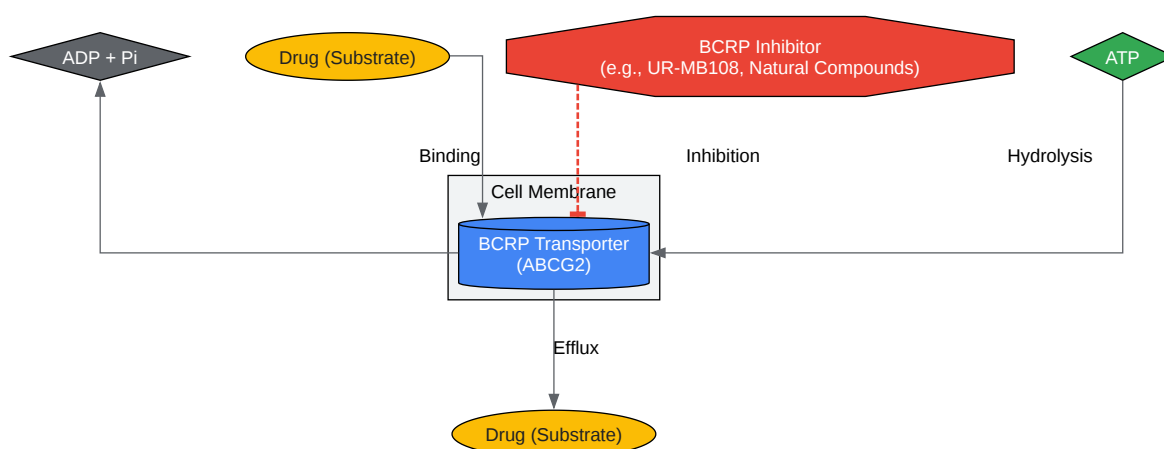 BCRP Inhibitor
(e.g., UR-MB108, Natural Compounds)
ADP + Pi
Drug (Substrate)
ATP
Binding
Inhibition
Hydrolysis
Cell Membrane
BCRP Transporter
(ABCG2)
Efflux
Drug (Substrate)